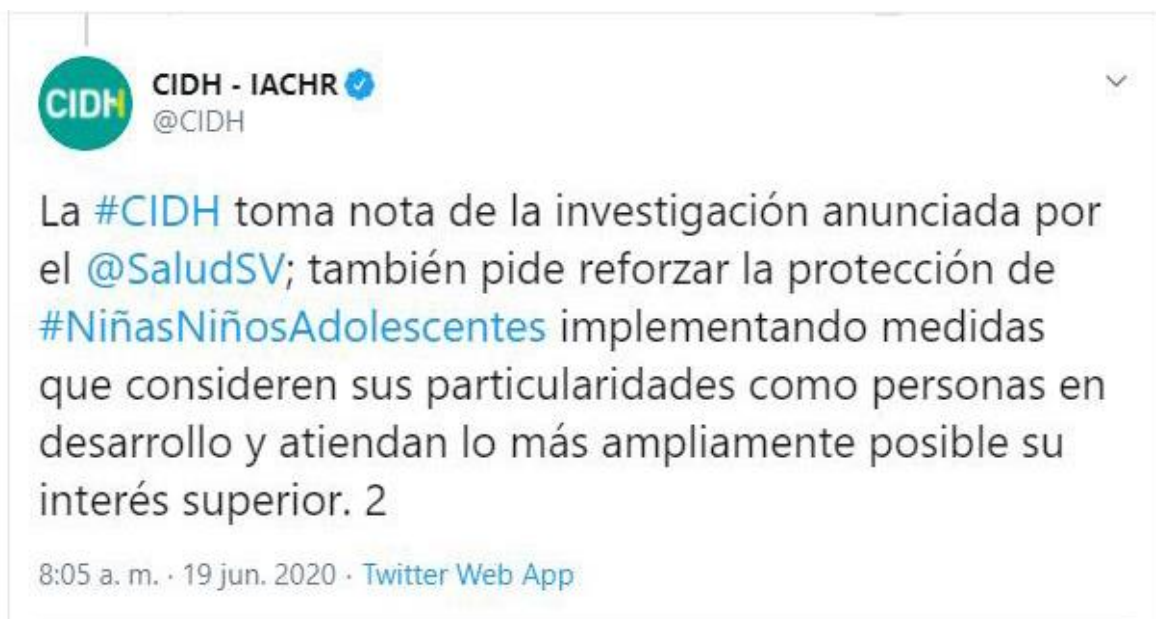 CIDH
CIDH - IACHR
@CIDH
La #CIDH toma nota de la investigación anunciada por
el @SaludSV; también pide reforzar la protección de
#NiñasNiñosAdolescentes implementando medidas
que consideren sus particularidades como personas en
desarrollo y atiendan lo más ampliamente posible su
interés superior. 2
8:05 a. m. · 19 jun. 2020 · Twitter Web App